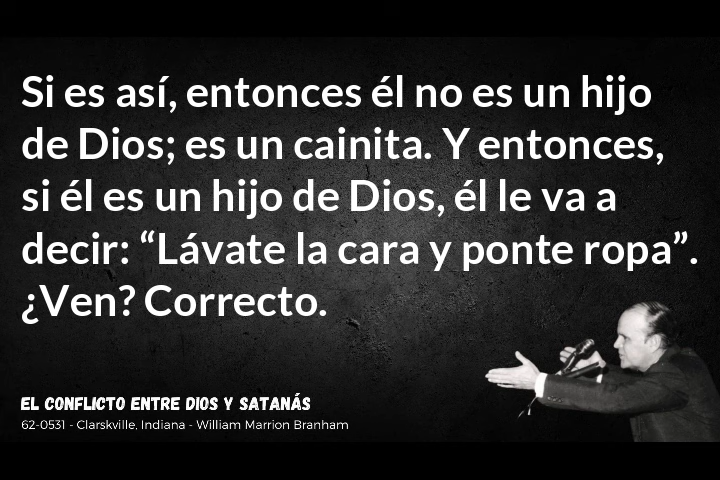 Si es así, entonces él no es un hijo
de Dios; es un cainita. Y entonces,
si él es un hijo de Dios, él le va a
decir: “Lávate la cara y ponte ropa”.
¿Ven? Correcto.
EL CONFLICTO ENTRE DIOS Y SATANÁS
62-0531 - Clarskville, Indiana - William Marrion Branham